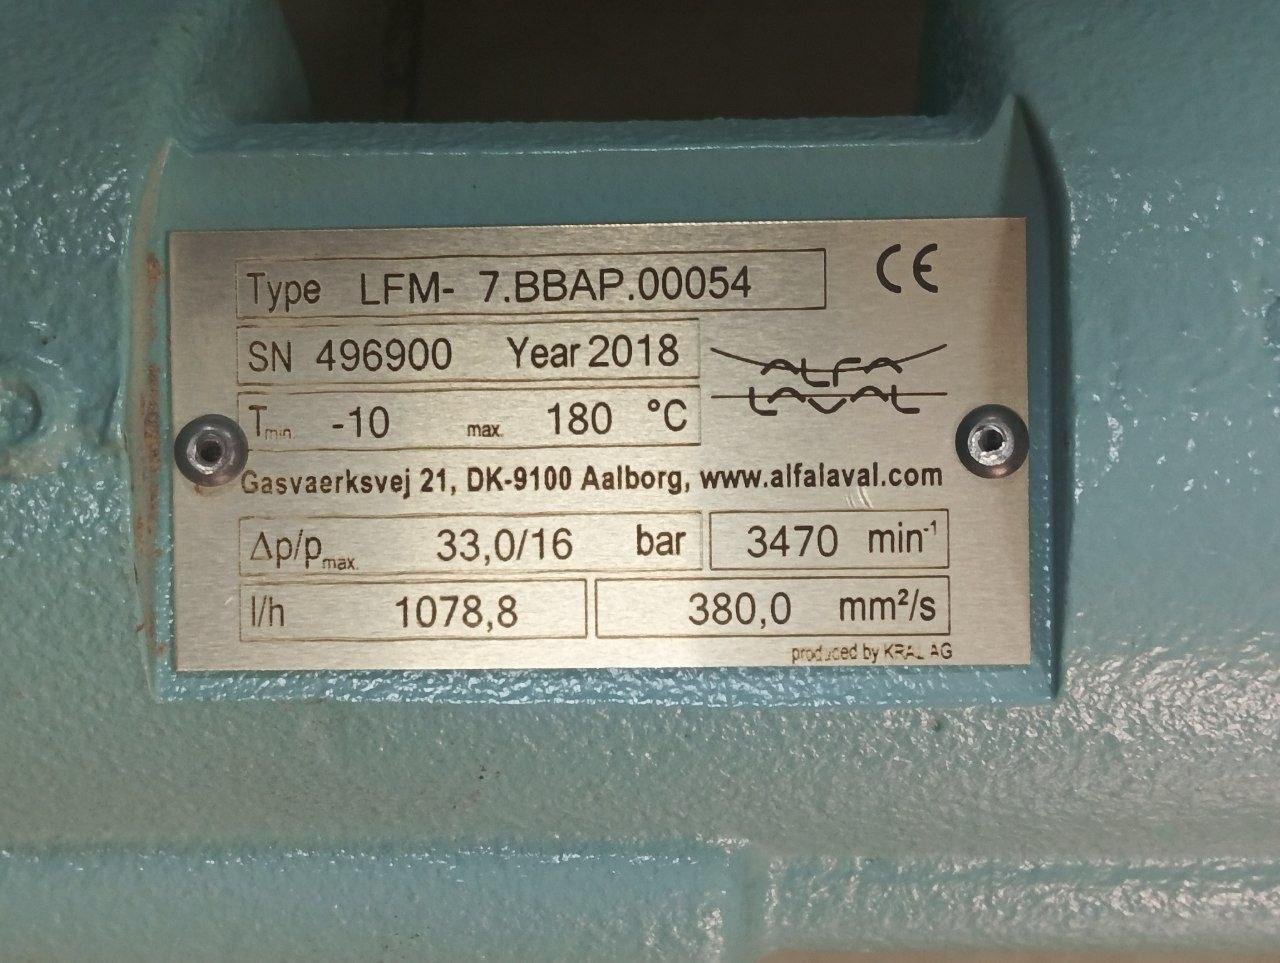 Type LFM- 7.BBAP.00054
CE
SN 496900 Year 2018
ALFA
LAVAL
Tmin. -10 max. 180 °C
Gasvaerksvej 21, DK-9100 Aalborg, www.alfalaval.com
Δp/pmax. 33,0/16 bar 3470 min⁻¹
l/h 1078,8 380,0 mm²/s
produced by KRAL AG